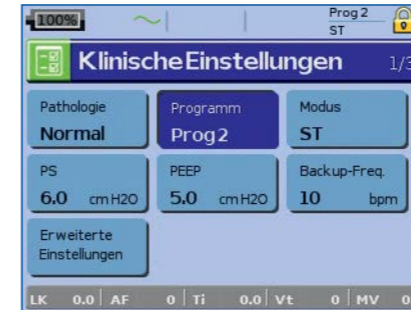 100%
Prog 2
ST
Klinische Einstellungen 1/3
Pathologie
Normal
Programm
Prog 2
Modus
ST
PS
6.0 cmH2O
PEEP
5.0 cmH2O
Backup-Freq.
10 bpm
Erweiterte
Einstellungen
LK 0.0 AF 0 Ti 0.0 Vt 0 MV 0